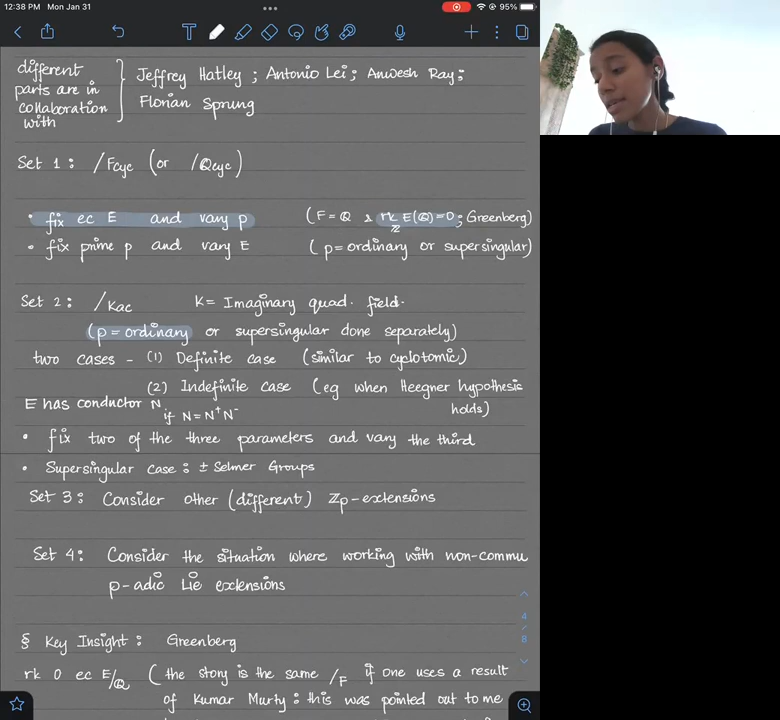 12:38 PM Mon Jan 31
95%
different
parts are in
collaboration
with
Jeffrey Hatley ; Antonio Lei ; Anwesh Ray ;
Florian Sprung
Set 1 : /Fcyc (or /Qcyc)
• fix ec E and vary p (F = Q & rk E(Q) = 0 ; Greenberg)
Z
• fix prime p and vary E (p = ordinary or supersingular)
Set 2 : /Kac K = Imaginary quad. field.
(p = ordinary or supersingular done separately)
two cases - (1) Definite case (similar to cyclotomic)
(2) Indefinite case (eg when Heegner hypothesis
holds)
E has conductor N
if N = N⁺N⁻
• fix two of the three parameters and vary the third
• Supersingular case : ± Selmer Groups
Set 3 : Consider other (different) Zp-extensions
Set 4 : Consider the situation where working with non-commu
p-adic Lie extensions
4
/
8
§ Key Insight : Greenberg
rk 0 ec E/Q (the story is the same /F if one uses a result
of Kumar Murty : this was pointed out to me